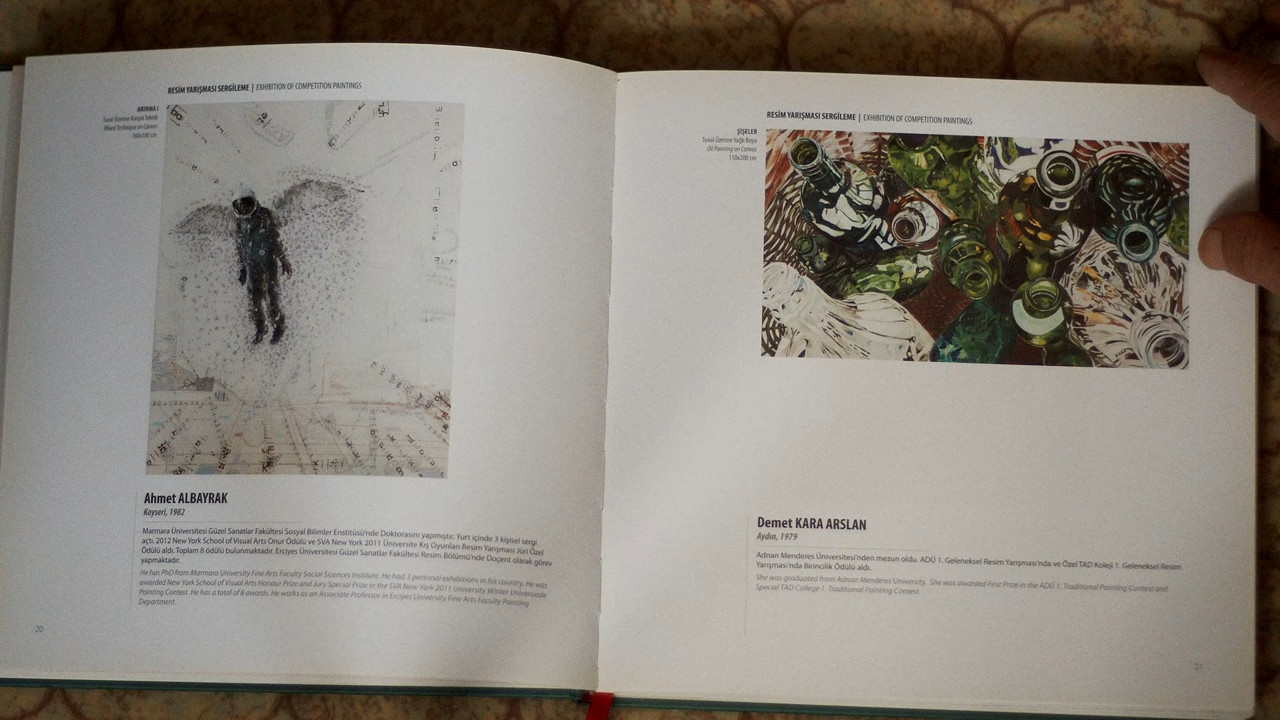 RESİM YARIŞMASI SERGİLEME | EXHIBITION OF COMPETITION PAINTINGS
ARINMA I
Tuval Üzerine Karışık Teknik
Mixed Technique on Canvas
160x180 cm
Ahmet ALBAYRAK
Kayseri, 1982
Marmara Üniversitesi Güzel Sanatlar Fakültesi Sosyal Bilimler Enstitüsü'nde Doktorasını yapmıştır. Yurt içinde 3 kişisel sergi
açtı. 2012 New York School of Visual Arts Onur Ödülü ve SVA New York 2011 Üniversite Kış Oyunları Resim Yarışması Jüri Özel
Ödülü aldı. Toplam 8 ödülü bulunmaktadır. Erciyes Üniversitesi Güzel Sanatlar Fakültesi Resim Bölümü'nde Doçent olarak görev
yapmaktadır.
He has PhD from Marmara University Fine Arts Faculty Social Sicences Institute. He had 3 personal exhibitions in his country. He was
awarded New York School of Visual Arts Honour Prize and Jury Special Prize in the SVA New York 2011 University Winter Universiade
Painting Contest. He has a total of 8 awards. He works as an Associate Professor in Erciyes University Fine Arts Faculty Painting
Department.
20
RESİM YARIŞMASI SERGİLEME | EXHIBITION OF COMPETITION PAINTINGS
ŞİŞELER
Tuval Üzerine Yağlı Boya
Oil Painting on Canvas
110x200 cm
Demet KARA ARSLAN
Aydın, 1979
Adnan Menderes Üniversitesi'nden mezun oldu. ADÜ 1. Geleneksel Resim Yarışması'nda ve Özel TAD Koleji 1. Geleneksel Resim
Yarışması'nda Birincilik Ödülü aldı.
She was graduated from Adnan Menderes University. She was awarded First Prize in the ADÜ 1. Traditional Painting Contest and
Special TAD College 1. Traditional Painting Contest.
21